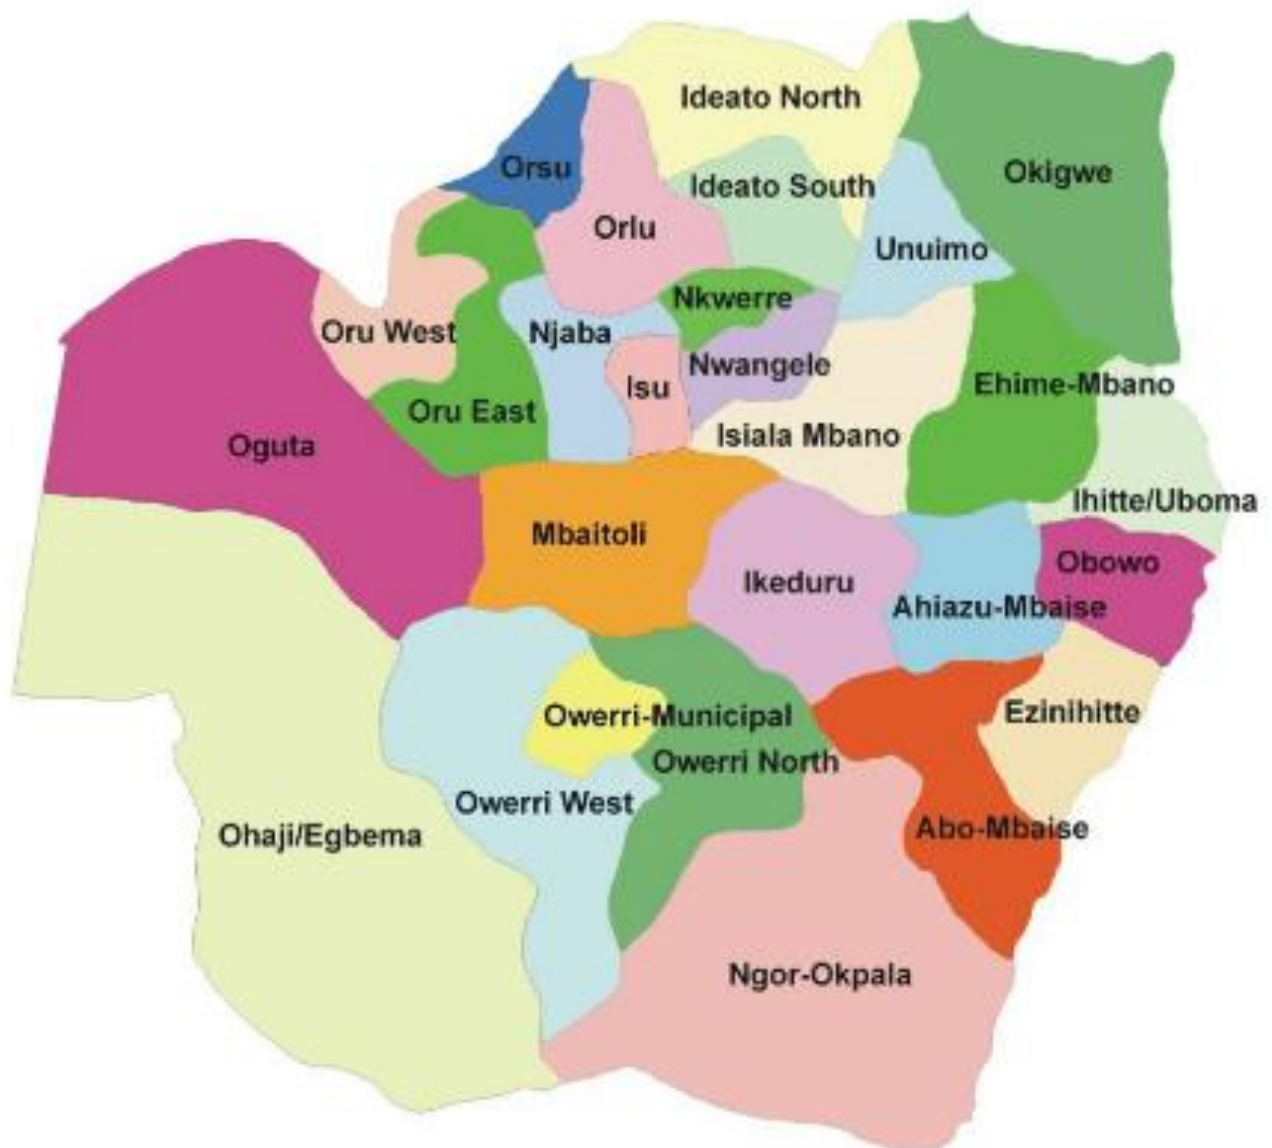 Ideato North
Orsu
Okigwe
Ideato South
Orlu
Unuimo
Nkwerre
Oru West
Njaba
Nwangele
Isu
Ehime-Mbano
Oru East
Isiala Mbano
Oguta
Ihitte/Uboma
Mbaitoli
Obowo
Ikeduru
Ahiazu-Mbaise
Ezinihitte
Owerri-Municipal
Owerri North
Owerri West
Abo-Mbaise
Ohaji/Egbema
Ngor-Okpala